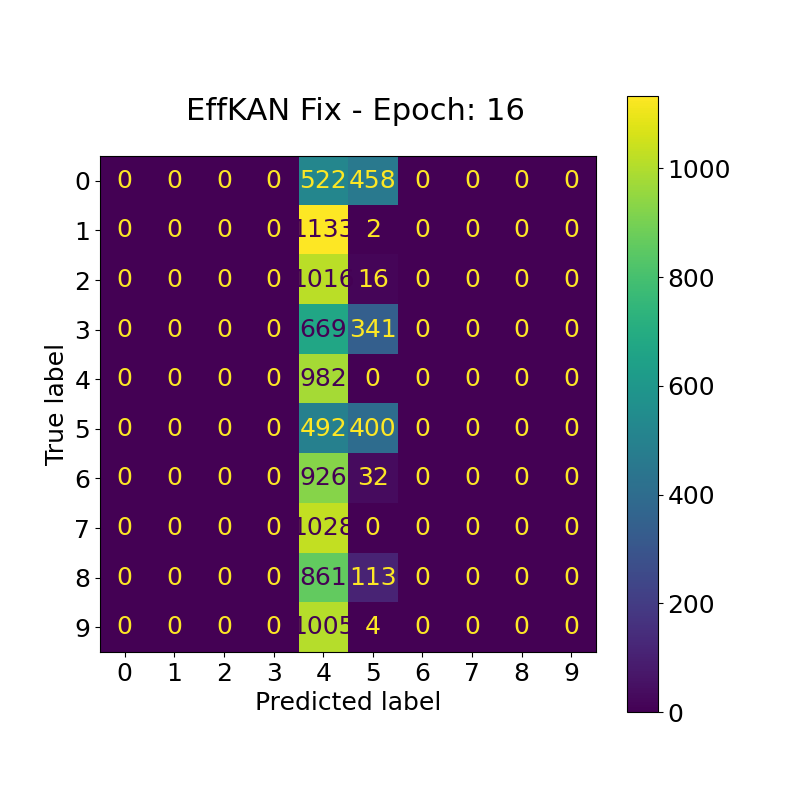 EffKAN Fix - Epoch: 16
0 0 0 0 0 522 458 0 0 0 0
1 0 0 0 0 1133 2 0 0 0 0
2 0 0 0 0 1016 16 0 0 0 0
3 0 0 0 0 669 341 0 0 0 0
4 0 0 0 0 982 0 0 0 0 0
5 0 0 0 0 492 400 0 0 0 0
6 0 0 0 0 926 32 0 0 0 0
7 0 0 0 0 1028 0 0 0 0 0
8 0 0 0 0 861 113 0 0 0 0
9 0 0 0 0 1005 4 0 0 0 0
0 1 2 3 4 5 6 7 8 9
Predicted label
True label
1000
800
600
400
200
0